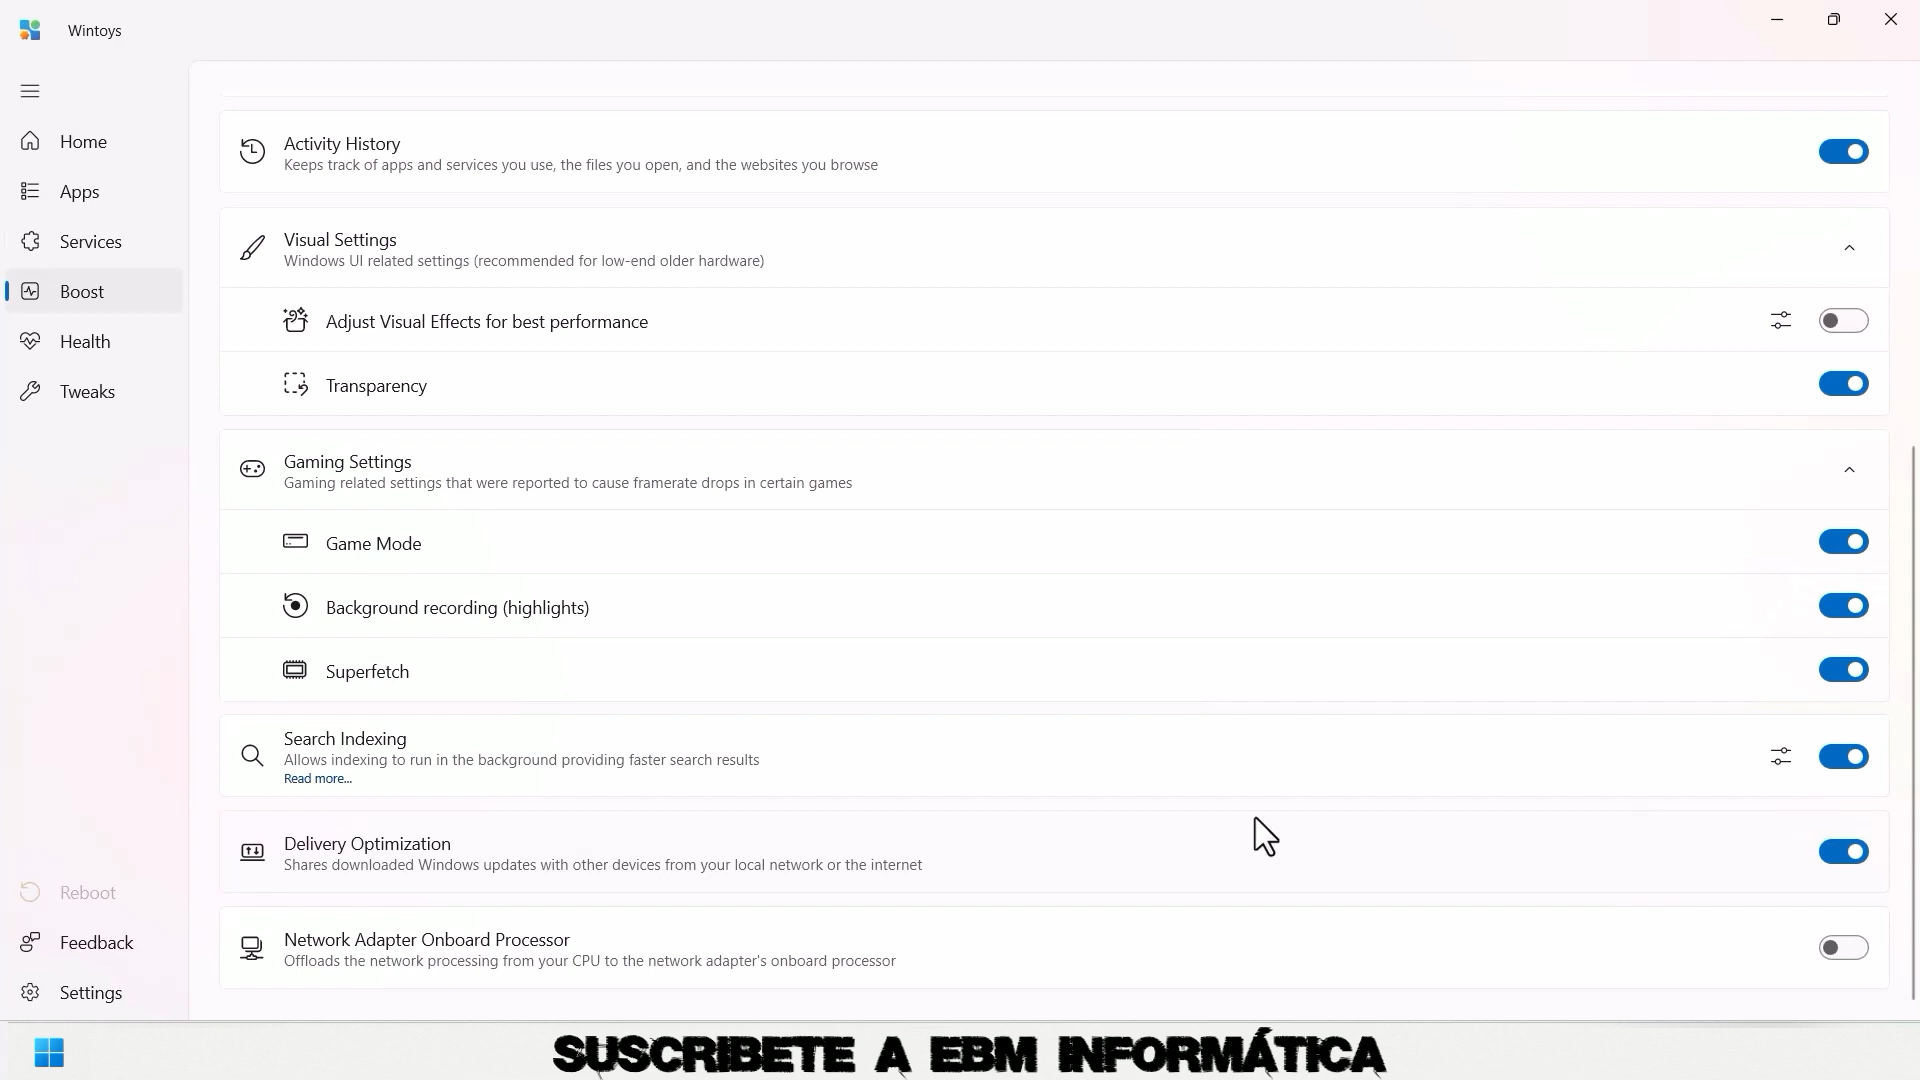 Wintoys
Home
Apps
Services
Boost
Health
Tweaks
Reboot
Feedback
Settings
Activity History
Keeps track of apps and services you use, the files you open, and the websites you browse
Visual Settings
Windows UI related settings (recommended for low-end older hardware)
Adjust Visual Effects for best performance
Transparency
Gaming Settings
Gaming related settings that were reported to cause framerate drops in certain games
Game Mode
Background recording (highlights)
Superfetch
Search Indexing
Allows indexing to run in the background providing faster search results
Read more...
Delivery Optimization
Shares downloaded Windows updates with other devices from your local network or the internet
Network Adapter Onboard Processor
Offloads the network processing from your CPU to the network adapter's onboard processor
SUSCRIBETE A EBM INFORMÁTICA